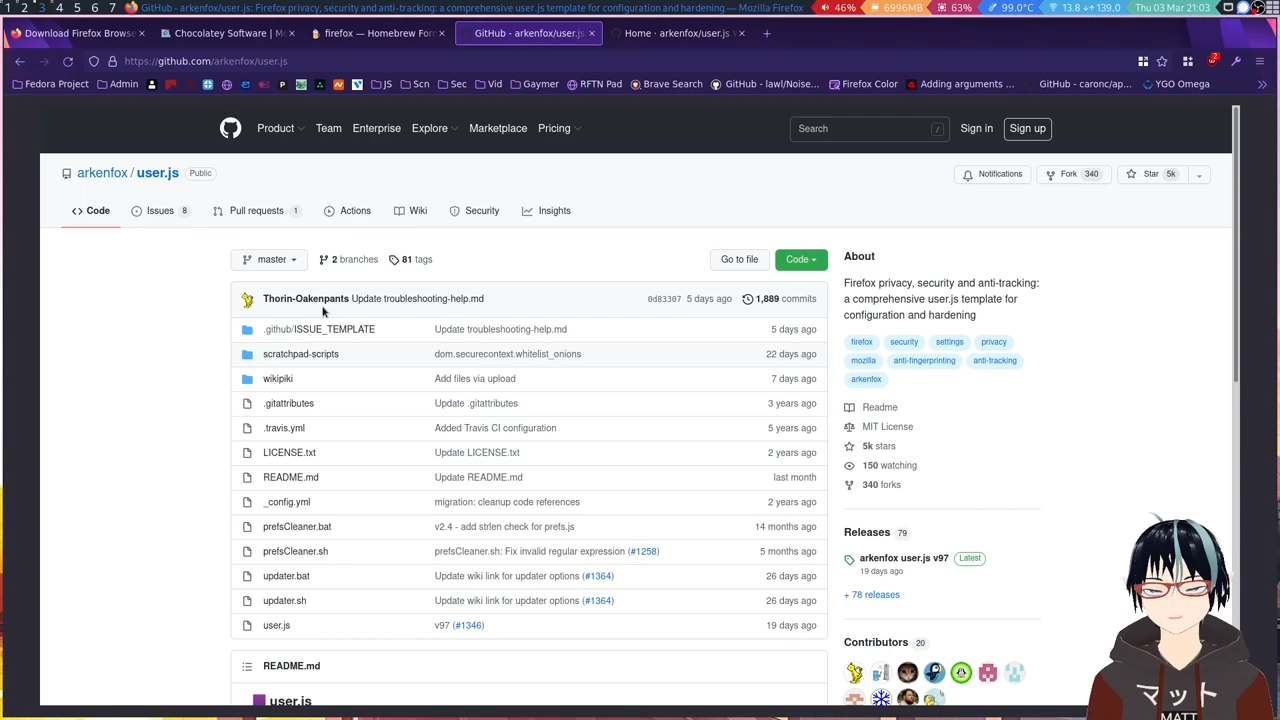 1 2 3 4 5 6 7 GitHub - arkenfox/user.js: Firefox privacy, security and anti-tracking: a comprehensive user.js template for configuration and hardening — Mozilla Firefox 46% 6996MB 63% 99.0°C 13.8 ↓↑ 139.0 Thu 03 Mar 21:03
Download Firefox Browse × Chocolatey Software | Mo × firefox — Homebrew For × GitHub - arkenfox/user.js × Home · arkenfox/user.js V × +
https://github.com/arkenfox/user.js 2
Fedora Project Admin JS Scn Sec Vid Gaymer RFTN Pad Brave Search GitHub - lawl/Noise... Firefox Color Adding arguments ... GitHub - caronc/ap... YGO Omega
Product Team Enterprise Explore Marketplace Pricing Search / Sign in Sign up
arkenfox / user.js Public Notifications Fork 340 Star 5k
Code Issues 8 Pull requests 1 Actions Wiki Security Insights
master 2 branches 81 tags Go to file Code
Thorin-Oakenpants Update troubleshooting-help.md 0d83307 5 days ago 1,889 commits
.github/ISSUE_TEMPLATE Update troubleshooting-help.md 5 days ago
scratchpad-scripts dom.securecontext.whitelist_onions 22 days ago
wikipiki Add files via upload 7 days ago
.gitattributes Update .gitattributes 3 years ago
.travis.yml Added Travis CI configuration 5 years ago
LICENSE.txt Update LICENSE.txt 2 years ago
README.md Update README.md last month
_config.yml migration: cleanup code references 2 years ago
prefsCleaner.bat v2.4 - add strlen check for prefs.js 14 months ago
prefsCleaner.sh prefsCleaner.sh: Fix invalid regular expression (#1258) 5 months ago
updater.bat Update wiki link for updater options (#1364) 26 days ago
updater.sh Update wiki link for updater options (#1364) 26 days ago
user.js v97 (#1346) 19 days ago
README.md
user.js
About
Firefox privacy, security and anti-tracking:
a comprehensive user.js template for
configuration and hardening
firefox security settings privacy
mozilla anti-fingerprinting anti-tracking
arkenfox
Readme
MIT License
5k stars
150 watching
340 forks
Releases 79
arkenfox user.js v97 Latest
19 days ago
+ 78 releases
Contributors 20
マット
MATT